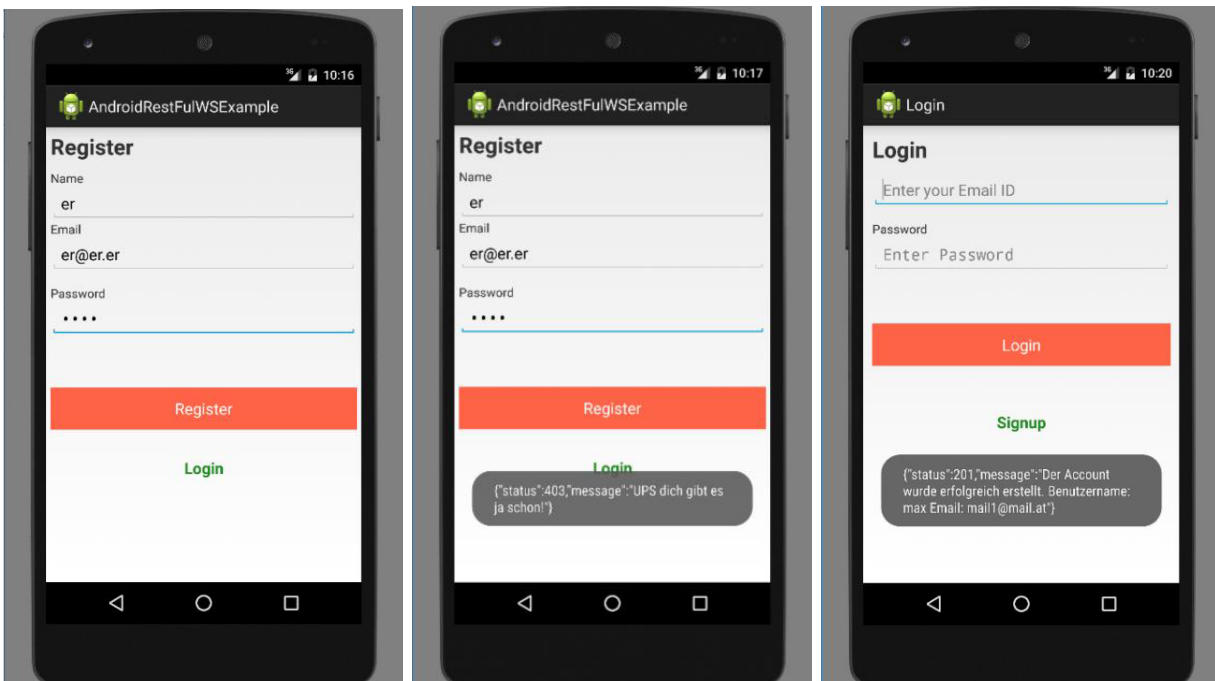 3G 10:16
AndroidRestFulWSExample
Register
Name
er
Email
er@er.er
Password
••••
Register
Login
3G 10:17
AndroidRestFulWSExample
Register
Name
er
Email
er@er.er
Password
••••
Register
Login
{"status":403,"message":"UPS dich gibt es
ja schon!"}
3G 10:20
Login
Login
Enter your Email ID
Password
Enter Password
Login
Signup
{"status":201,"message":"Der Account
wurde erfolgreich erstellt. Benutzername:
max Email: mail1@mail.at"}